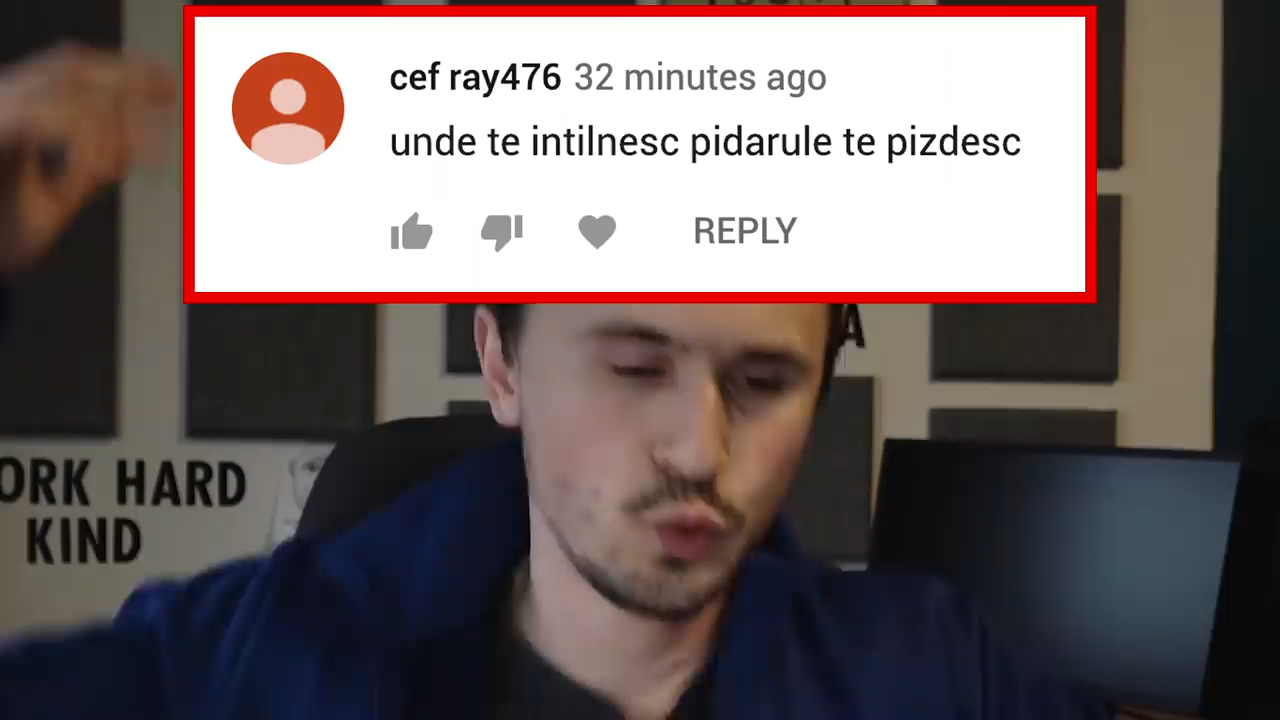 cef ray476 32 minutes ago
unde te intilnesc pidarule te pizdesc
REPLY
A
ORK HARD
KIND